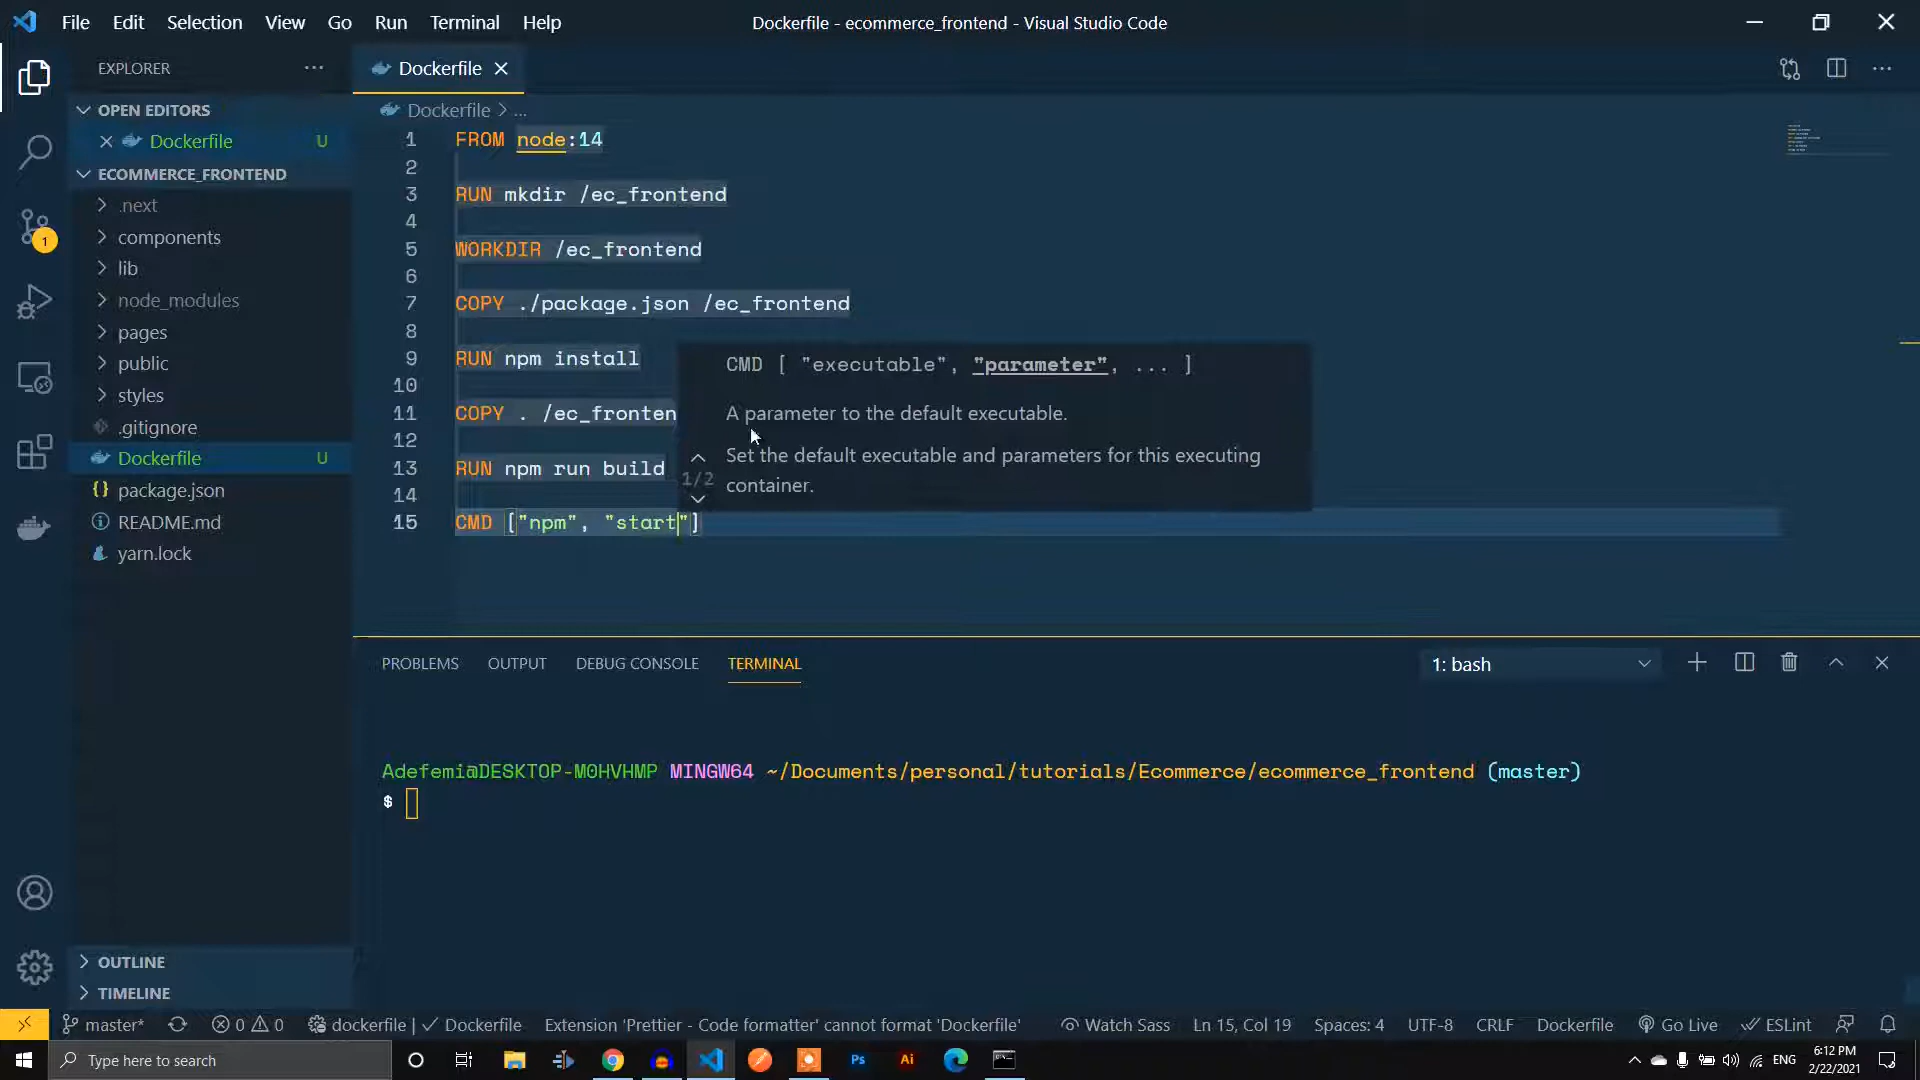 File Edit Selection View Go Run Terminal Help
Dockerfile - ecommerce_frontend - Visual Studio Code
EXPLORER
OPEN EDITORS
Dockerfile U
ECOMMERCE_FRONTEND
.next
components
lib
node_modules
pages
public
styles
.gitignore
Dockerfile U
package.json
README.md
yarn.lock
OUTLINE
TIMELINE
1
Dockerfile
Dockerfile > ...
1 FROM node:14
2
3 RUN mkdir /ec_frontend
4
5 WORKDIR /ec_frontend
6
7 COPY ./package.json /ec_frontend
8
9 RUN npm install
10
11 COPY . /ec_fronten
12
13 RUN npm run build
14
15 CMD ["npm", "start"]
CMD [ "executable", "parameter", ... ]
A parameter to the default executable.
1/2
Set the default executable and parameters for this executing
container.
PROBLEMS OUTPUT DEBUG CONSOLE TERMINAL
1: bash
Adefemi@DESKTOP-M0HVHMP MINGW64 ~/Documents/personal/tutorials/Ecommerce/ecommerce_frontend (master)
$
master* 0 0 dockerfile | Dockerfile Extension 'Prettier - Code formatter' cannot format 'Dockerfile' Watch Sass Ln 15, Col 19 Spaces: 4 UTF-8 CRLF Dockerfile Go Live ESLint
Type here to search
Ps
Ai
ENG
6:12 PM
2/22/2021